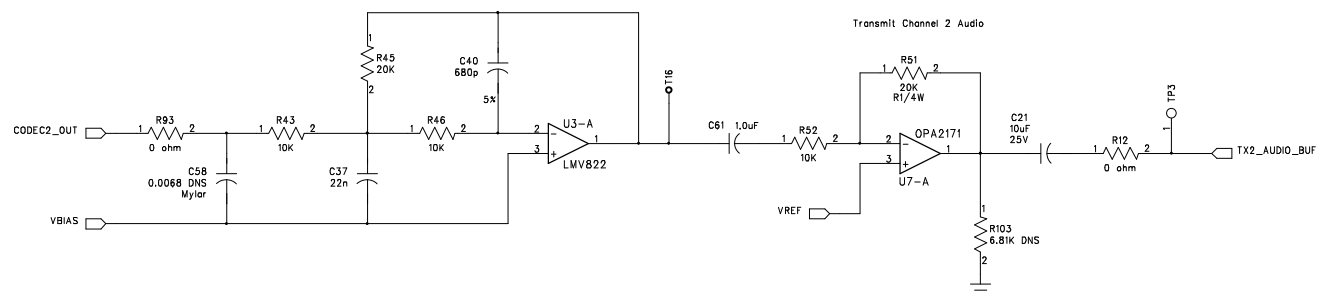 Transmit Channel 2 Audio
CODEC2_OUT
1
R93
2
0 ohm
C58
0.0068 DNS
Mylar
VBIAS
1
R43
2
10K
1
R45
20K
2
C37
22n
1
R46
2
10K
C40
680p
5%
2
3
U3-A
1
LMV822
T16
C61
1.0uF
1
R52
2
10K
1
R51
2
20K
R1/4W
VREF
2
3
OPA2171
1
U7-A
1
R103
6.81K DNS
2
C21
10uF
25V
1
R12
2
0 ohm
TP3
1
TX2_AUDIO_BUF